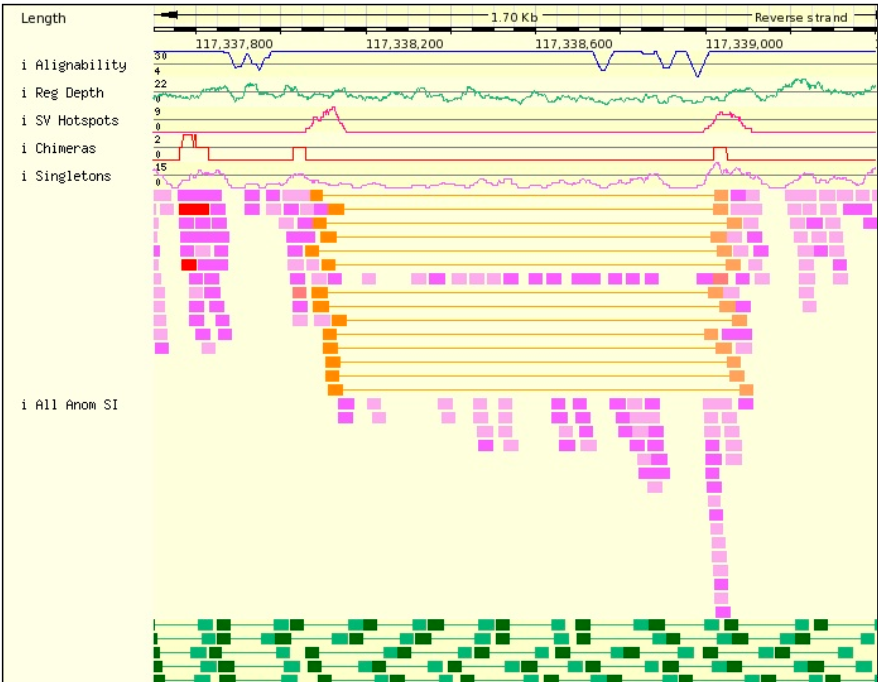 Length 1.70 Kb Reverse strand
117,337,800 117,338,200 117,338,600 117,339,000
i Alignability 30 4
i Reg Depth 22 0
i SV Hotspots 9 0
i Chimeras 2 0
i Singletons 15 0
i All Anom SI